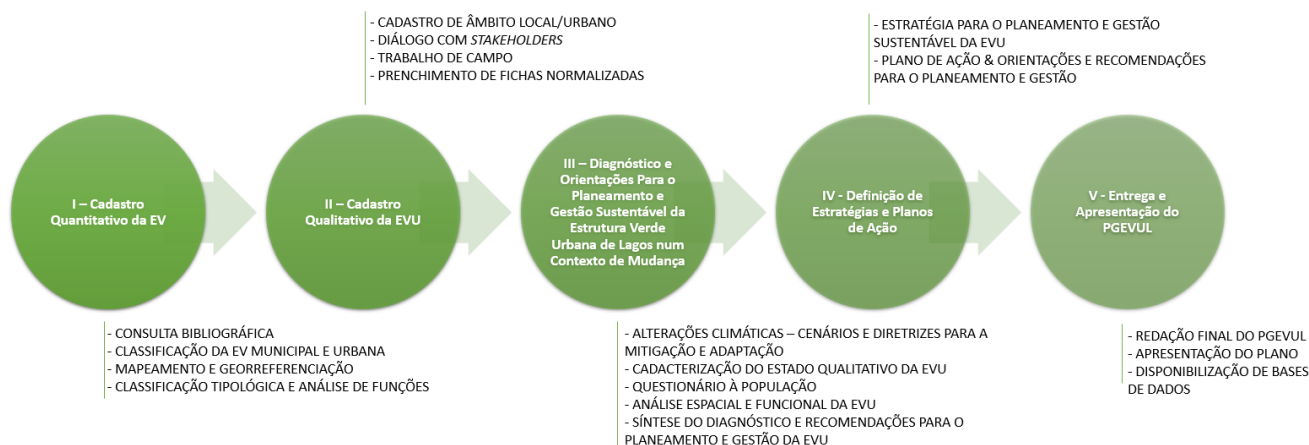 - CADASTRO DE ÂMBITO LOCAL/URBANO
- DIÁLOGO COM STAKEHOLDERS
- TRABALHO DE CAMPO
- PRENCHIMENTO DE FICHAS NORMALIZADAS
- ESTRATÉGIA PARA O PLANEAMENTO E GESTÃO
SUSTENTÁVEL DA EVU
- PLANO DE AÇÃO & ORIENTAÇÕES E RECOMENDAÇÕES
PARA O PLANEAMENTO E GESTÃO
I – Cadastro
Quantitativo da EV
II – Cadastro
Qualitativo da EVU
III – Diagnóstico e
Orientações Para o
Planeamento e
Gestão Sustentável da
Estrutura Verde
Urbana de Lagos num
Contexto de Mudança
IV - Definição de
Estratégias e Planos
de Ação
V - Entrega e
Apresentação do
PGEVUL
- CONSULTA BIBLIOGRÁFICA
- CLASSIFICAÇÃO DA EV MUNICIPAL E URBANA
- MAPEAMENTO E GEORREFERENCIAÇÃO
- CLASSIFICAÇÃO TIPOLÓGICA E ANÁLISE DE FUNÇÕES
- ALTERAÇÕES CLIMÁTICAS – CENÁRIOS E DIRETRIZES PARA A
MITIGAÇÃO E ADAPTAÇÃO
- CADACTERIZAÇÃO DO ESTADO QUALITATIVO DA EVU
- QUESTIONÁRIO À POPULAÇÃO
- ANÁLISE ESPACIAL E FUNCIONAL DA EVU
- SÍNTESE DO DIAGNÓSTICO E RECOMENDAÇÕES PARA O
PLANEAMENTO E GESTÃO DA EVU
- REDAÇÃO FINAL DO PGEVUL
- APRESENTAÇÃO DO PLANO
- DISPONIBILIZAÇÃO DE BASES
DE DADOS